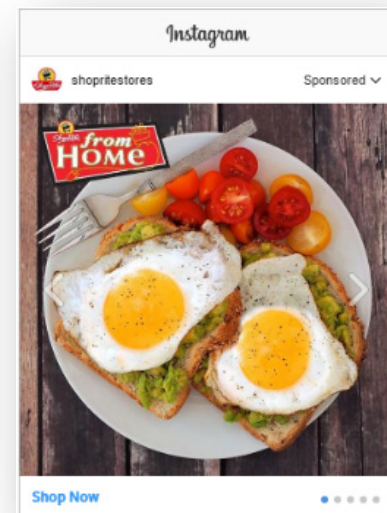 Instagram
shopritestores
Sponsored
ShopRite
from
HOME
Shop Now